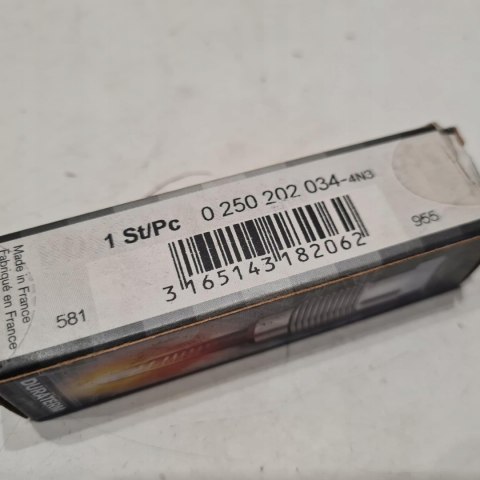 1 St/Pc 0 250 202 034-4N3
3 165143 182062
955
581
Made in France
Fabriqué en France
DURATERM